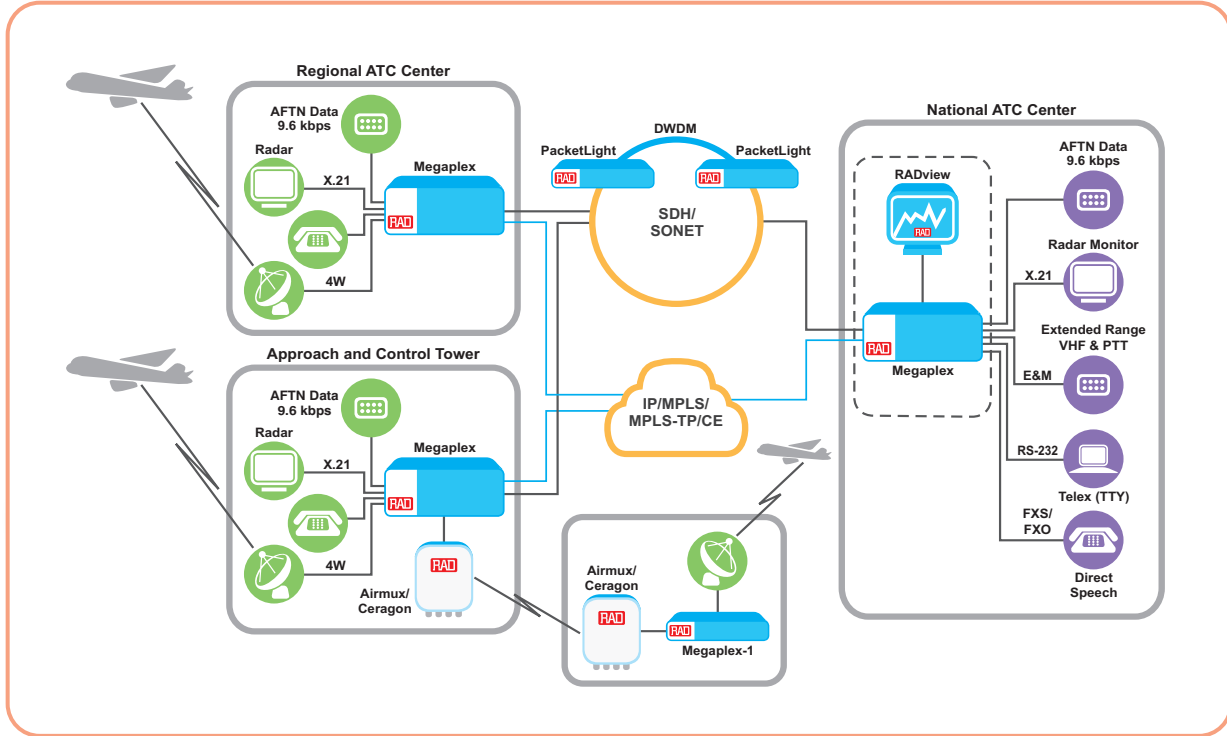 Regional ATC Center
AFTN Data
9.6 kbps
Radar
X.21
Megaplex
RAD
4W
Approach and Control Tower
AFTN Data
9.6 kbps
Radar
X.21
Megaplex
RAD
4W
RAD
Airmux/
Ceragon
DWDM
PacketLight
RAD
PacketLight
RAD
SDH/
SONET
IP/MPLS/
MPLS-TP/CE
Airmux/
Ceragon
RAD
RAD
Megaplex-1
National ATC Center
RADview
RAD
RAD
Megaplex
AFTN Data
9.6 kbps
Radar Monitor
X.21
Extended Range
VHF & PTT
E&M
RS-232
Telex (TTY)
FXS/
FXO
Direct
Speech